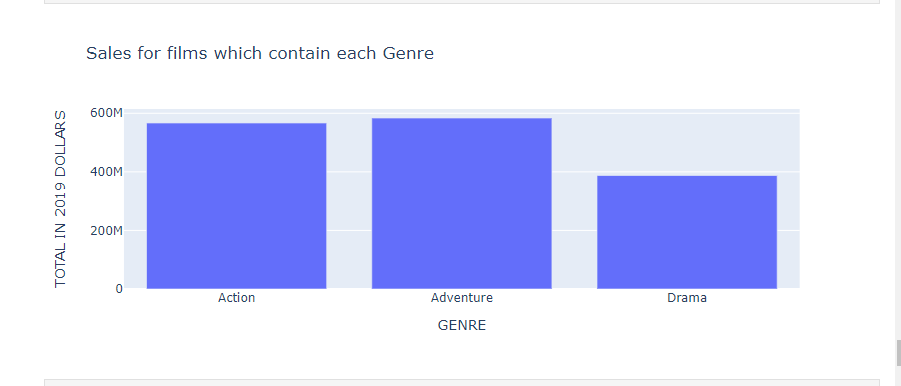 Sales for films which contain each Genre
TOTAL IN 2019 DOLLARS
600M
400M
200M
0
Action Adventure Drama
GENRE